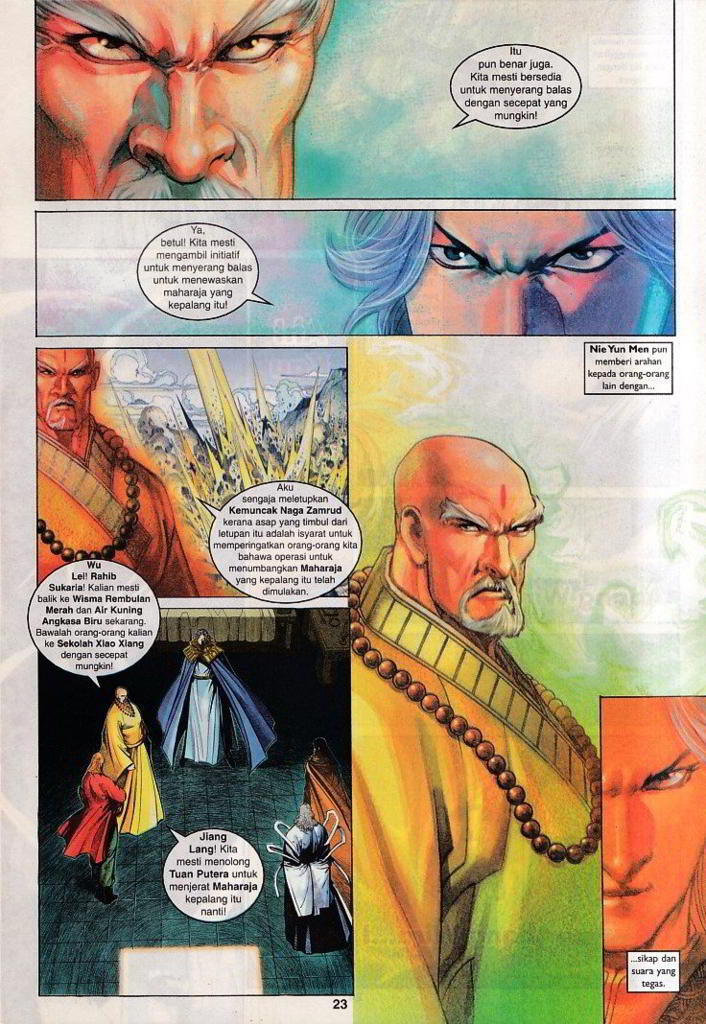 Itu
pun benar juga.
Kita mesti bersedia
untuk menyerang balas
dengan secepat yang
mungkin!
Ya,
betul! Kita mesti
mengambil initiatif
untuk menyerang balas
untuk menewaskan
maharaja yang
kepalang itu!
Nie Yun Men pun
memberi arahan
kepada orang-orang
lain dengan...
Aku
sengaja meletupkan
Kemuncak Naga Zamrud
kerana asap yang timbul dari
letupan itu adalah isyarat untuk
memperingatkan orang-orang kita
bahawa operasi untuk
menumbangkan Maharaja
yang kepalang itu telah
dimulakan.
Wu
Lei! Rahib
Sukaria! Kalian mesti
balik ke Wisma Rembulan
Merah dan Air Kuning
Angkasa Biru sekarang.
Bawalah orang-orang kalian
ke Sekolah Xiao Xiang
dengan secepat
mungkin!
Jiang
Lang! Kita
mesti menolong
Tuan Putera untuk
menjerat Maharaja
kepalang itu
nanti!
...sikap dan
suara yang
tegas.
23